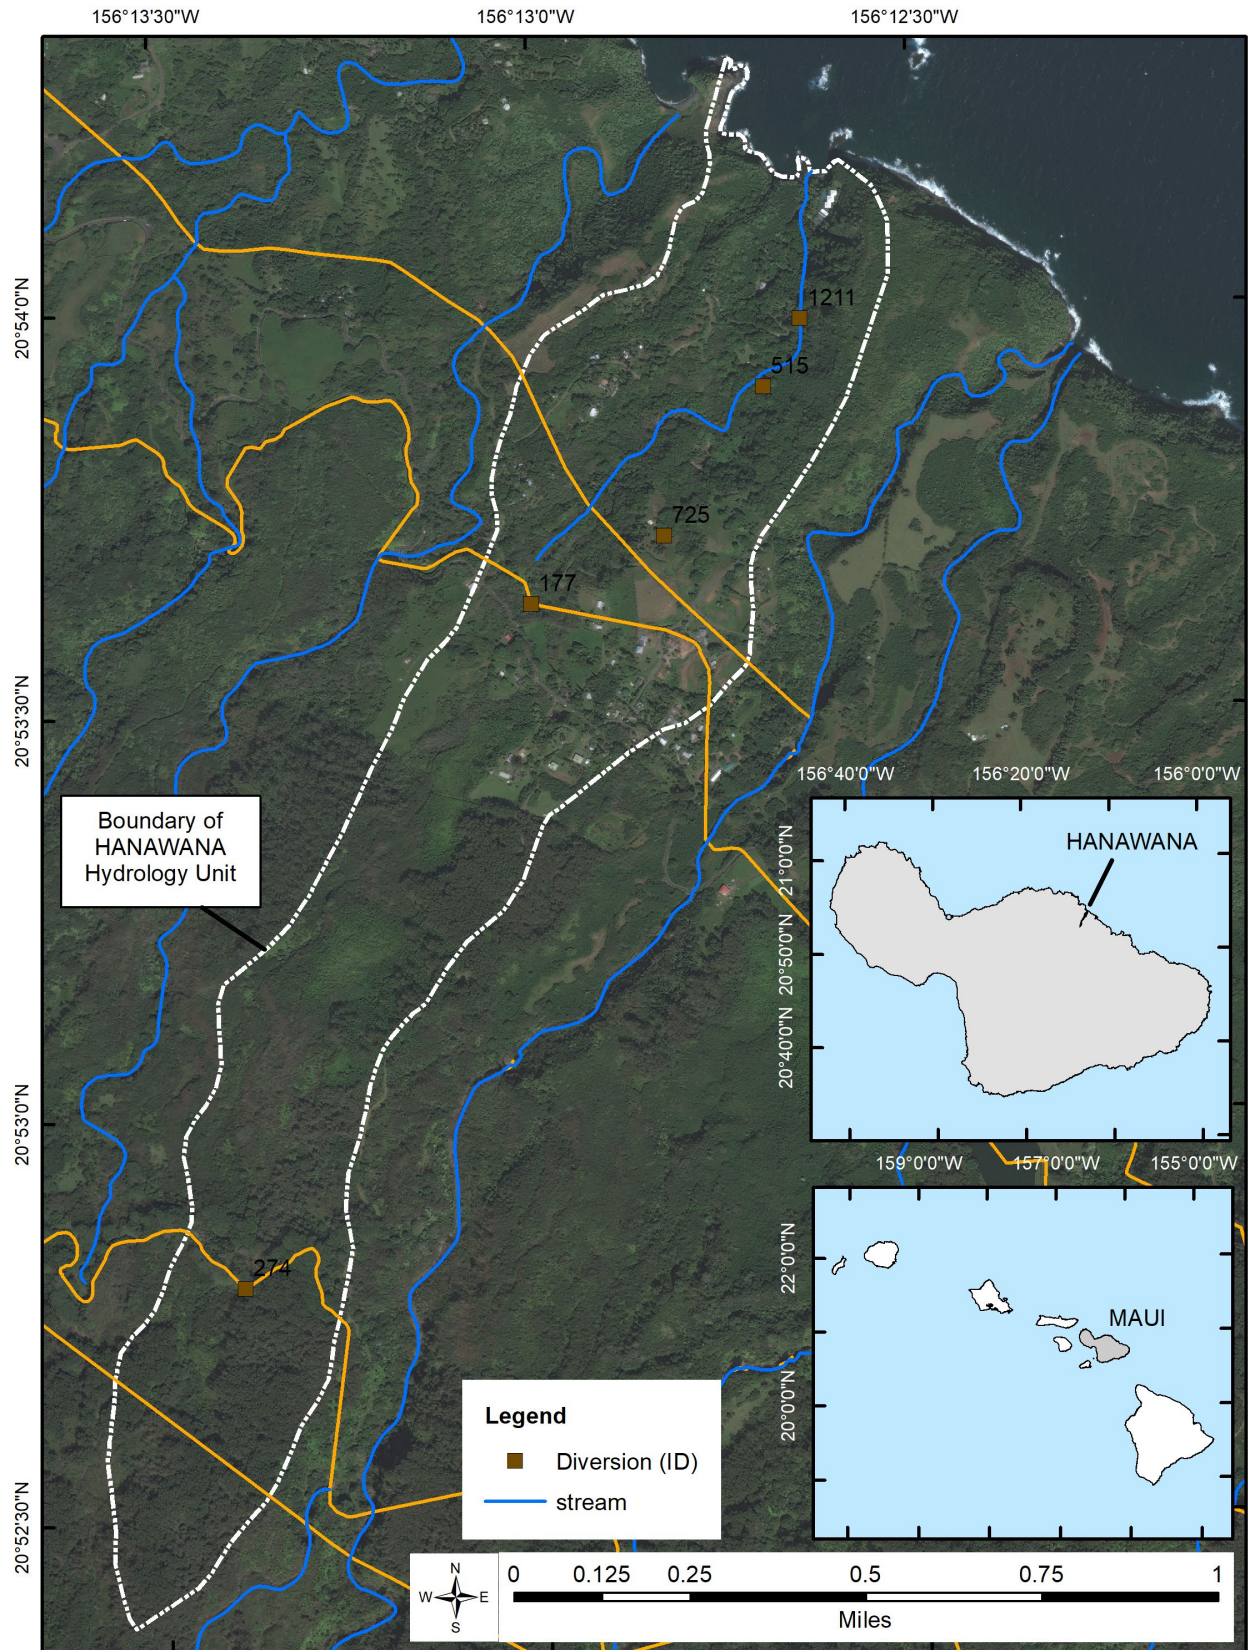 156°13'30"W
156°13'0"W
156°12'30"W
20°54'0"N
20°53'30"N
20°53'0"N
20°52'30"N
1211
515
725
177
274
Boundary of
HANAWANA
Hydrology Unit
156°40'0"W
156°20'0"W
156°0'0"W
21°0'0"N
20°50'0"N
20°40'0"N
HANAWANA
159°0'0"W
157°0'0"W
155°0'0"W
22°0'0"N
20°0'0"N
MAUI
Legend
Diversion (ID)
stream
N
W
E
S
0
0.125
0.25
0.5
0.75
1
Miles